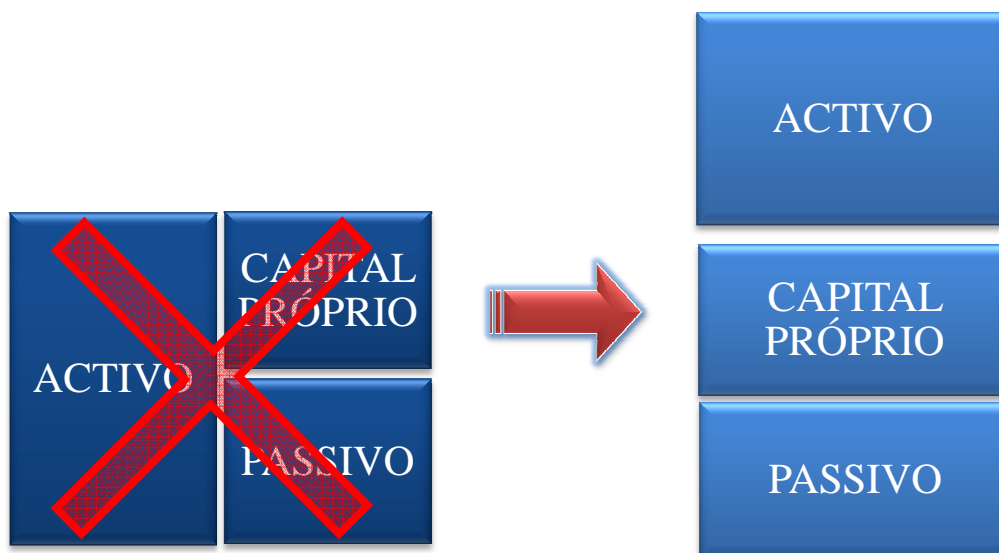 ACTIVO
CAPITAL
PRÓPRIO
PASSIVO
ACTIVO
CAPITAL
PRÓPRIO
PASSIVO